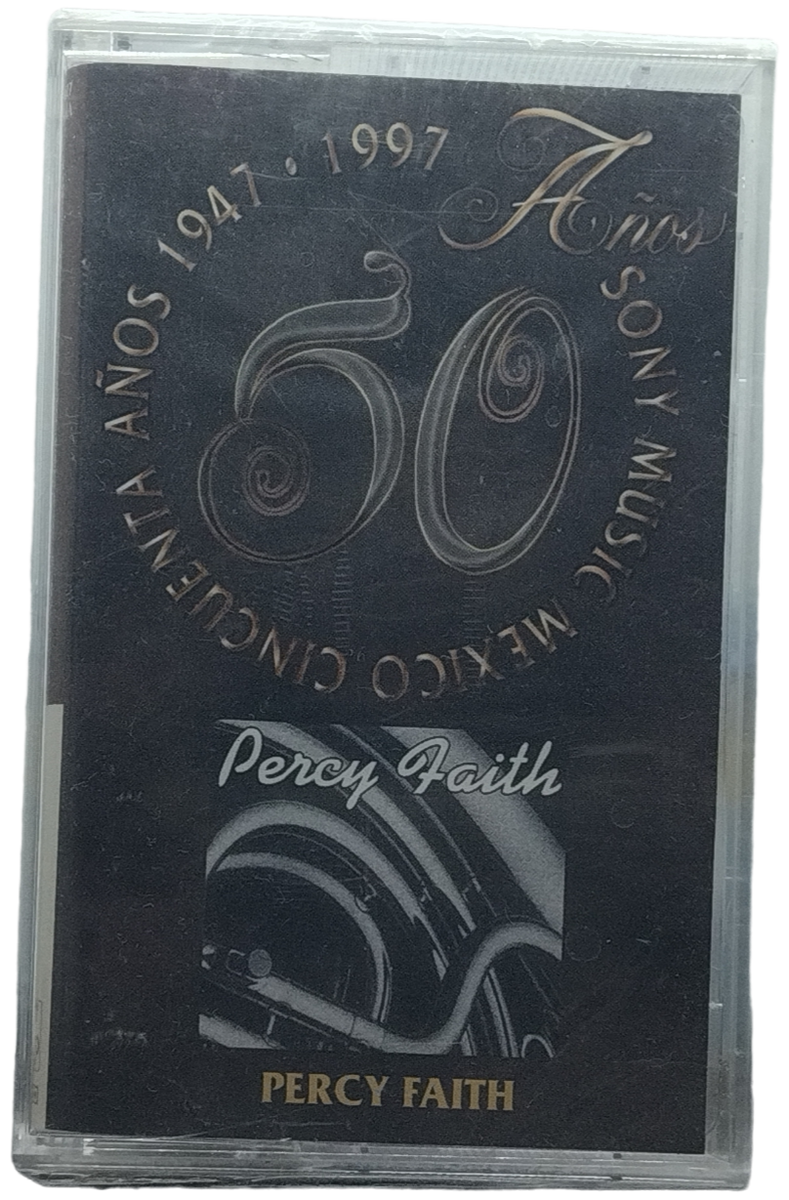 Años
50
SONY MUSIC MEXICO CINCUENTA AÑOS 1947 · 1997
Percy Faith
PERCY FAITH